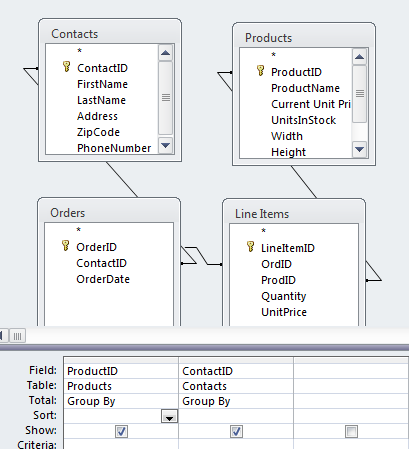 Contacts
*
ContactID
FirstName
LastName
Address
ZipCode
PhoneNumber
Products
*
ProductID
ProductName
Current Unit Pri
UnitsInStock
Width
Height
Orders
*
OrderID
ContactID
OrderDate
Line Items
*
LineItemID
OrdID
ProdID
Quantity
UnitPrice
Field: ProductID ContactID
Table: Products Contacts
Total: Group By Group By
Sort:
Show:
Criteria: